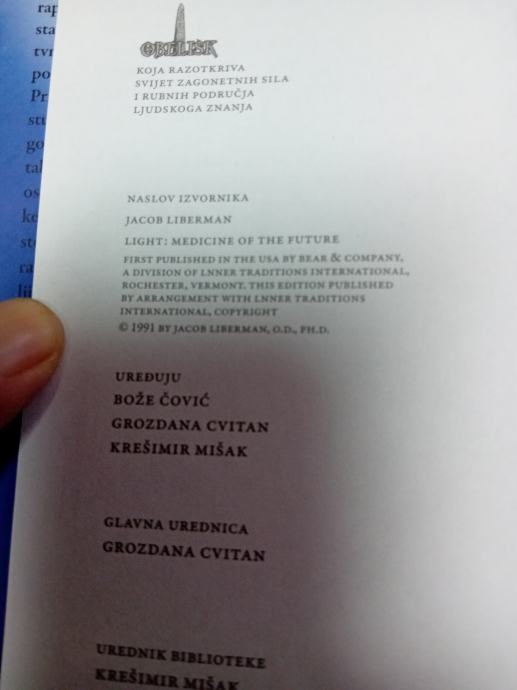 OBELISK
KOJA RAZOTKRIVA
SVIJET ZAGONETNIH SILA
I RUBNIH PODRUČJA
LJUDSKOGA ZNANJA
NASLOV IZVORNIKA
JACOB LIBERMAN
LIGHT: MEDICINE OF THE FUTURE
FIRST PUBLISHED IN THE USA BY BEAR & COMPANY,
A DIVISION OF LNNER TRADITIONS INTERNATIONAL,
ROCHESTER, VERMONT. THIS EDITION PUBLISHED
BY ARRANGEMENT WITH LNNER TRADITIONS
INTERNATIONAL, COPYRIGHT
© 1991 BY JACOB LIBERMAN, O.D., PH.D.
UREĐUJU
BOŽE ČOVIĆ
GROZDANA CVITAN
KREŠIMIR MIŠAK
GLAVNA UREDNICA
GROZDANA CVITAN
UREDNIK BIBLIOTEKE
KREŠIMIR MIŠAK